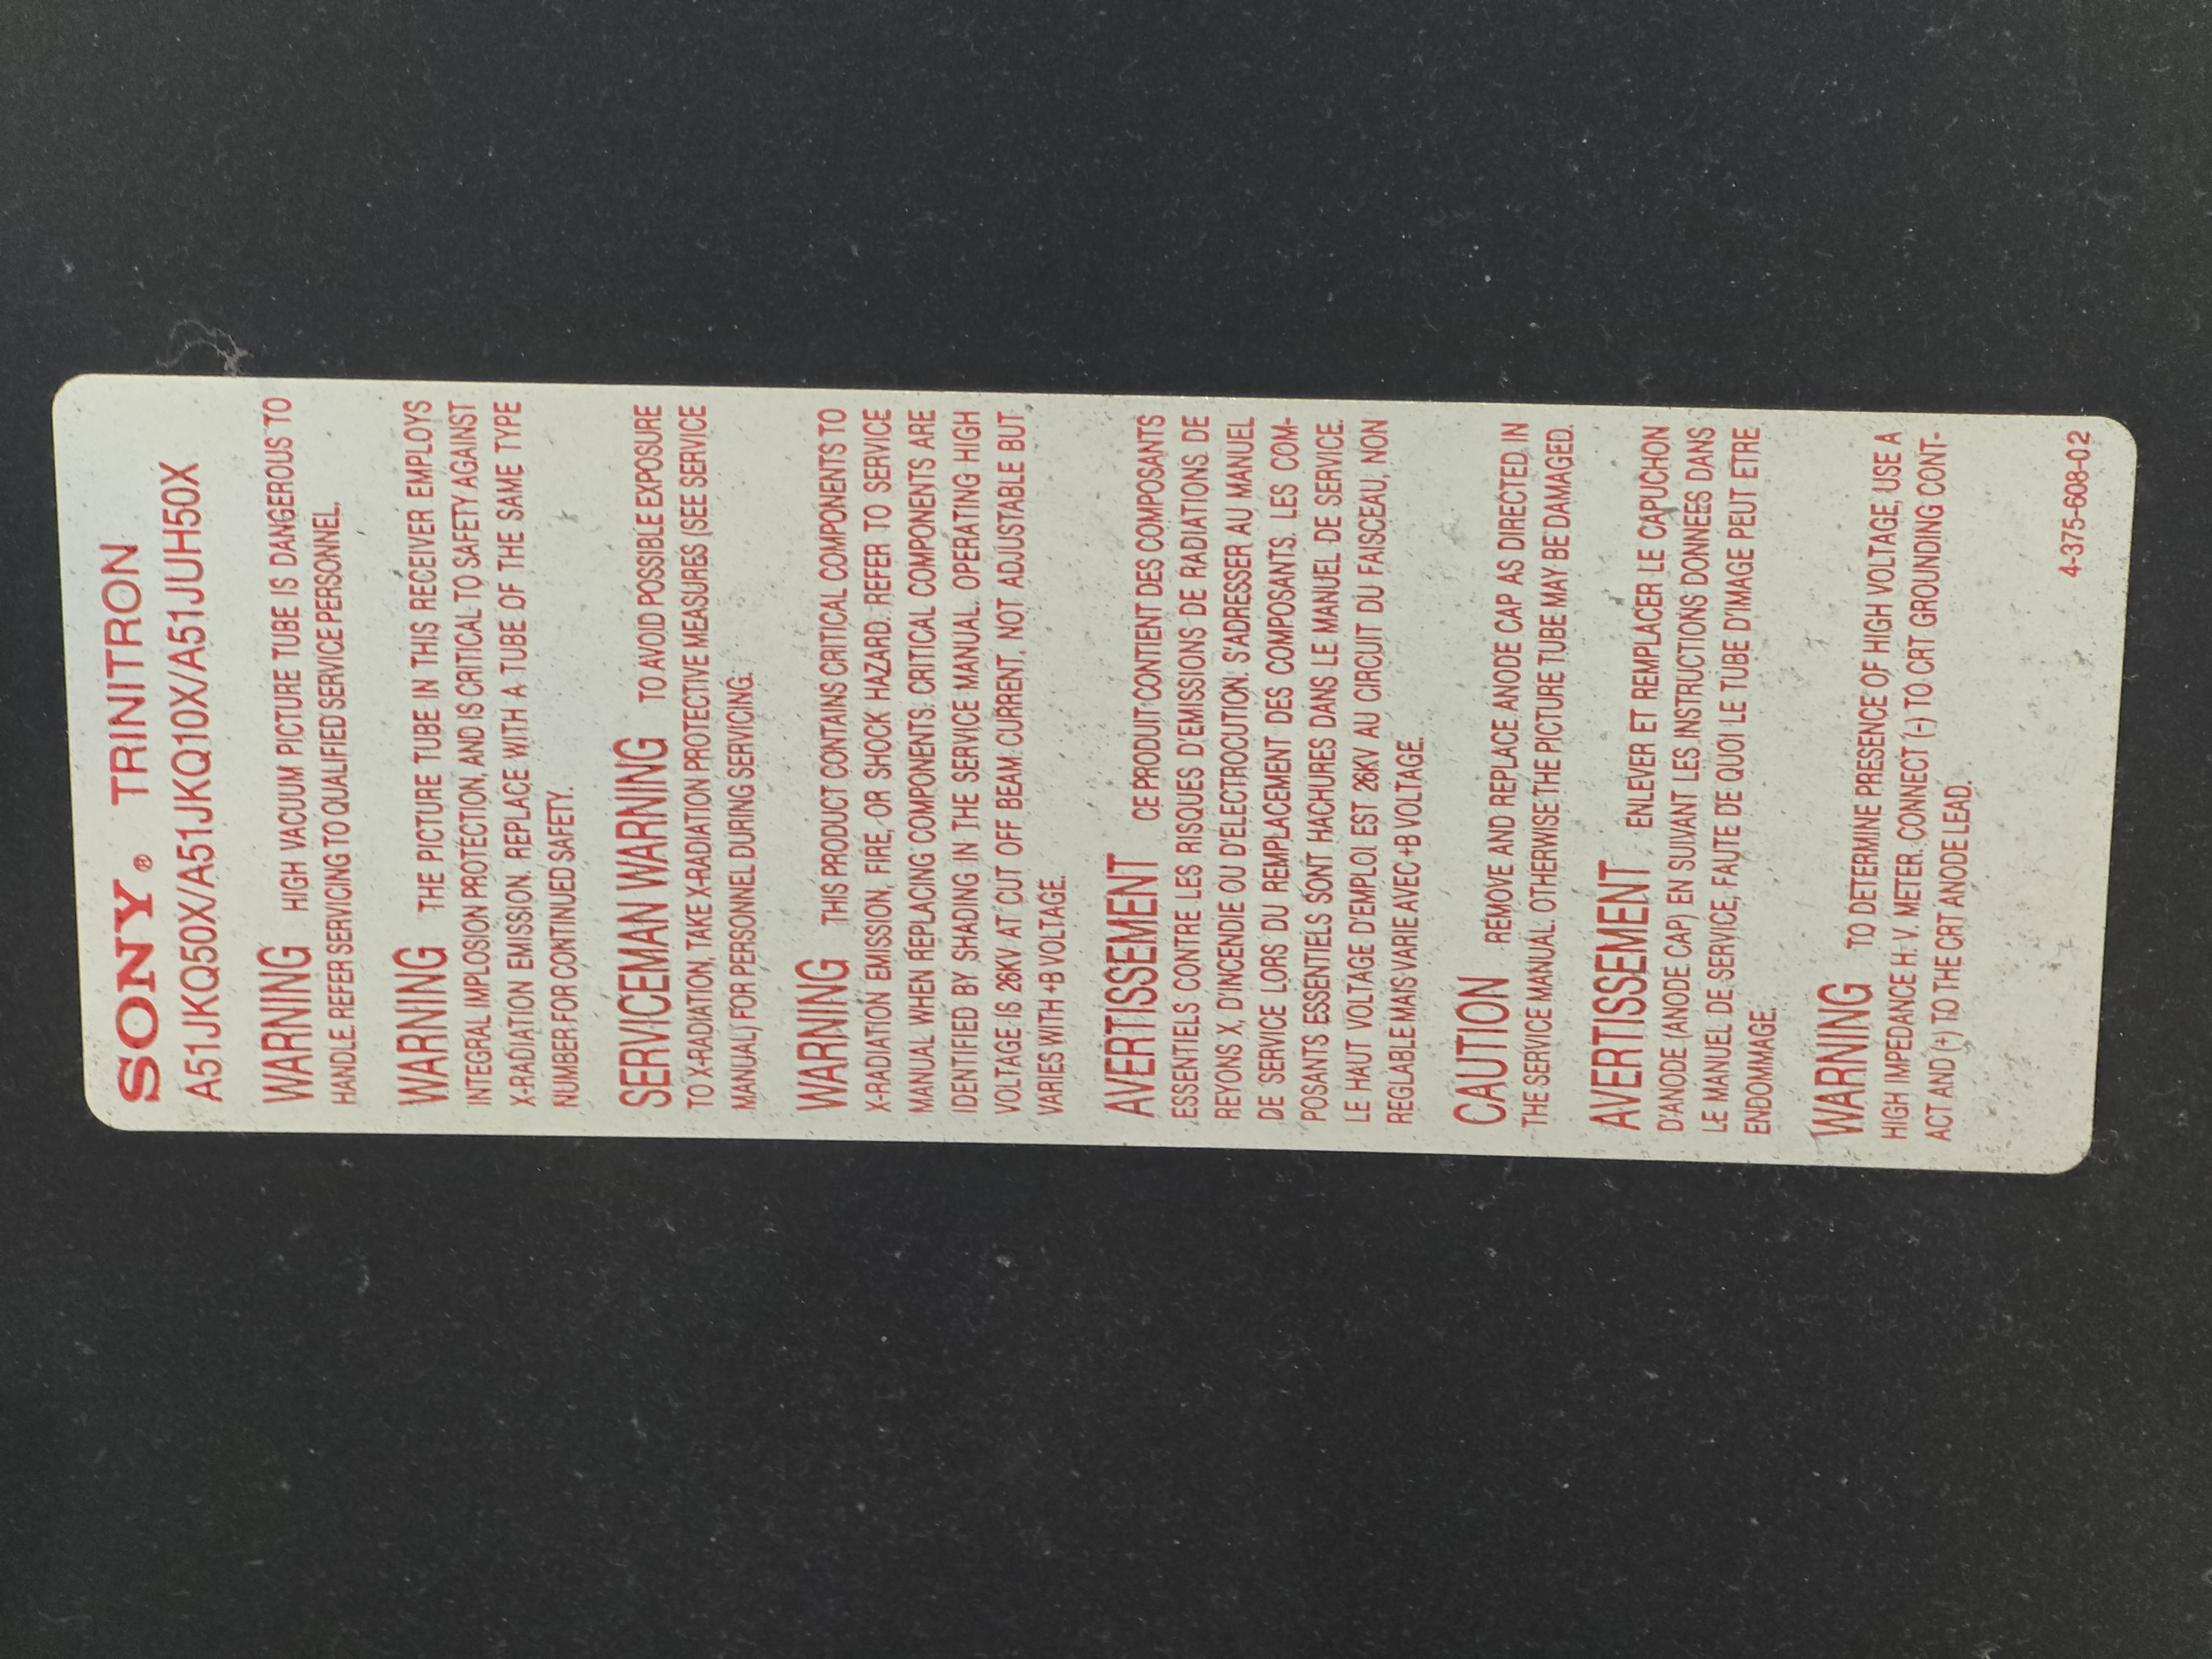 SONY® TRINITRON
A51JKQ50X/A51JKQ10X/A51JUH50X
WARNING HIGH VACUUM PICTURE TUBE IS DANGEROUS TO
HANDLE. REFER SERVICING TO QUALIFIED SERVICE PERSONNEL.
WARNING THE PICTURE TUBE IN THIS RECEIVER EMPLOYS
INTEGRAL IMPLOSION PROTECTION, AND IS CRITICAL TO SAFETY AGAINST
X-RADIATION EMISSION. REPLACE WITH A TUBE OF THE SAME TYPE
NUMBER FOR CONTINUED SAFETY.
SERVICEMAN WARNING TO AVOID POSSIBLE EXPOSURE
TO X-RADIATION, TAKE X-RADIATION PROTECTIVE MEASURES (SEE SERVICE
MANUAL) FOR PERSONNEL DURING SERVICING.
WARNING THIS PRODUCT CONTAINS CRITICAL COMPONENTS TO
X-RADIATION EMISSION, FIRE, OR SHOCK HAZARD. REFER TO SERVICE
MANUAL WHEN REPLACING COMPONENTS. CRITICAL COMPONENTS ARE
IDENTIFIED BY SHADING IN THE SERVICE MANUAL. OPERATING HIGH
VOLTAGE IS 26KV AT CUT OFF BEAM CURRENT, NOT ADJUSTABLE BUT
VARIES WITH +B VOLTAGE.
AVERTISSEMENT CE PRODUIT CONTIENT DES COMPOSANTS
ESSENTIELS CONTRE LES RISQUES D'EMISSIONS DE RADIATIONS DE
REYONS X, D'INCENDIE OU D'ELECTROCUTION. S'ADRESSER AU MANUEL
DE SERVICE LORS DU REMPLACEMENT DES COMPOSANTS. LES COM-
POSANTS ESSENTIELS SONT HACHURES DANS LE MANUEL DE SERVICE.
LE HAUT VOLTAGE D'EMPLOI EST 26KV AU CIRCUIT DU FAISCEAU, NON
REGLABLE MAIS VARIE AVEC +B VOLTAGE.
CAUTION REMOVE AND REPLACE ANODE CAP AS DIRECTED IN
THE SERVICE MANUAL. OTHERWISE THE PICTURE TUBE MAY BE DAMAGED.
AVERTISSEMENT ENLEVER ET REMPLACER LE CAPUCHON
D'ANODE (ANODE CAP) EN SUIVANT LES INSTRUCTIONS DONNEES DANS
LE MANUEL DE SERVICE, FAUTE DE QUOI LE TUBE D'IMAGE PEUT ETRE
ENDOMMAGE.
WARNING TO DETERMINE PRESENCE OF HIGH VOLTAGE, USE A
HIGH IMPEDANCE H. V. METER. CONNECT (-) TO CRT GROUNDING CONT-
ACT AND (+) TO THE CRT ANODE LEAD.
4-375-608-02